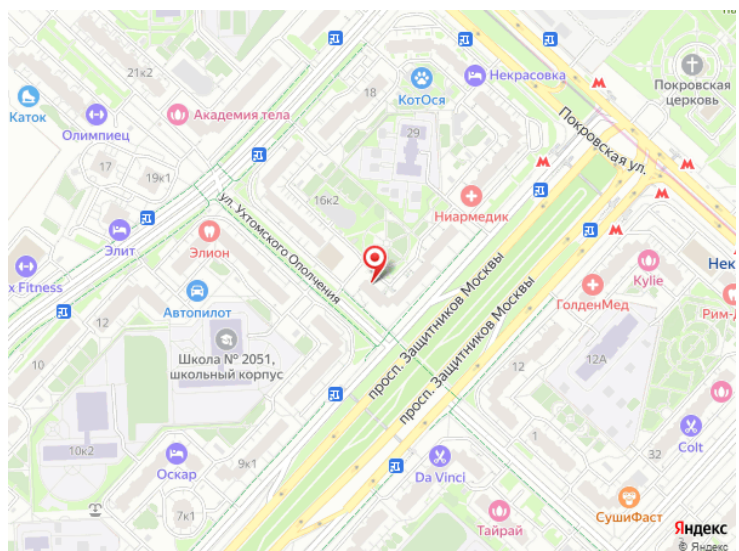 21к2
Некрасовка
18
КотОся
Покровская
церковь
Каток
Олимпиец
Академия тела
29
Покровская ул.
17
19к1
16к2
ул. Ухтомского Ополчения
Ниармедик
Элит
Элион
Kylie
Нек
x Fitness
Автопилот
просп. Защитников Москвы
просп. Защитников Москвы
ГолденМед
Рим-Д
12
10
Школа № 2051,
школьный корпус
12
12А
10к2
Оскар
9к1
1
32
Colt
Da Vinci
7к1
Тайрай
СушиФаст
Яндекс
© Яндекс